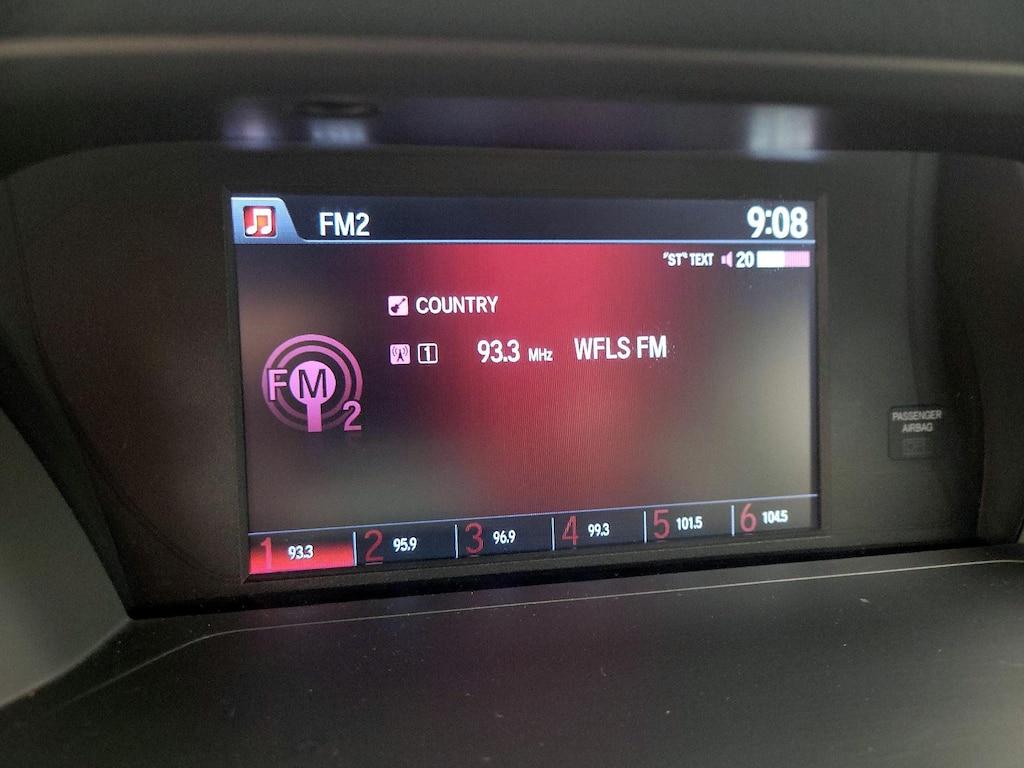 FM2 9:08
"ST" TEXT 20
COUNTRY
1 93.3 MHz WFLS FM
FM 2
PASSENGER
AIRBAG
1 93.3 2 95.9 3 96.9 4 99.3 5 101.5 6 104.5